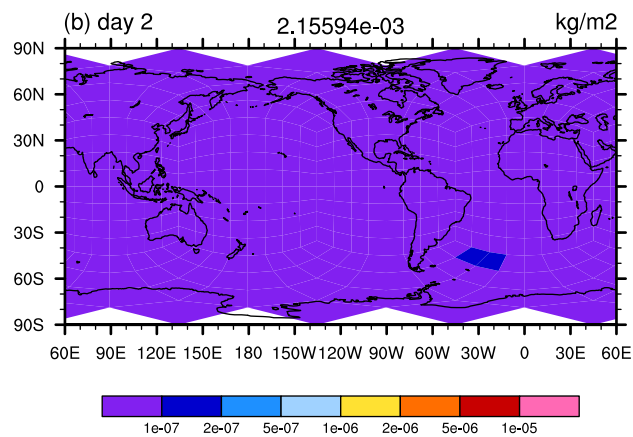 (b) day 2 2.15594e-03 kg/m2
90N
60N
30N
0
30S
60S
90S
60E 90E 120E 150E 180 150W 120W 90W 60W 30W 0 30E 60E
1e-07 2e-07 5e-07 1e-06 2e-06 5e-06 1e-05